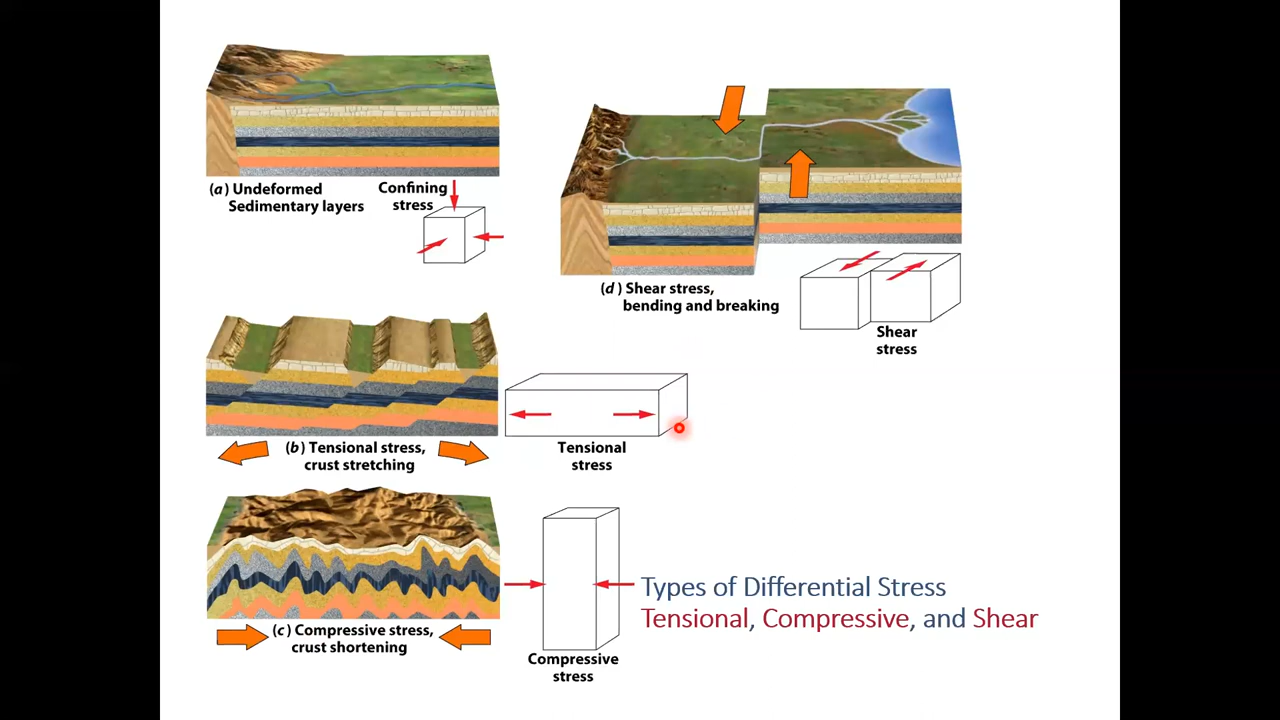 (a) Undeformed
Sedimentary layers
Confining
stress
(d) Shear stress,
bending and breaking
Shear
stress
(b) Tensional stress,
crust stretching
Tensional
stress
(c) Compressive stress,
crust shortening
Compressive
stress
Types of Differential Stress
Tensional, Compressive, and Shear